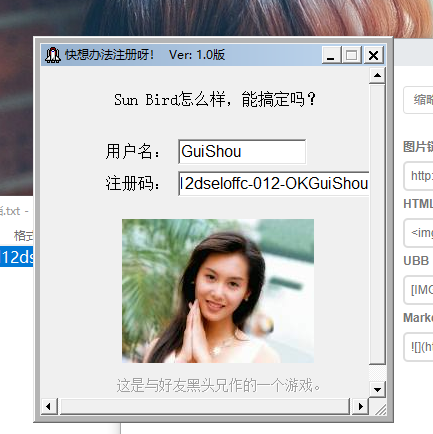 快想办法注册呀! Ver: 1.0版
Sun Bird怎么样，能搞定吗？
用户名： GuiShou
注册码： l2dseloffc-012-OKGuiShou
这是与好友黑头兄作的一个游戏。
.txt -
格式
l12ds
缩略
图片链
http:
HTML
<img
UBB
[IMG
Marke
![](ht